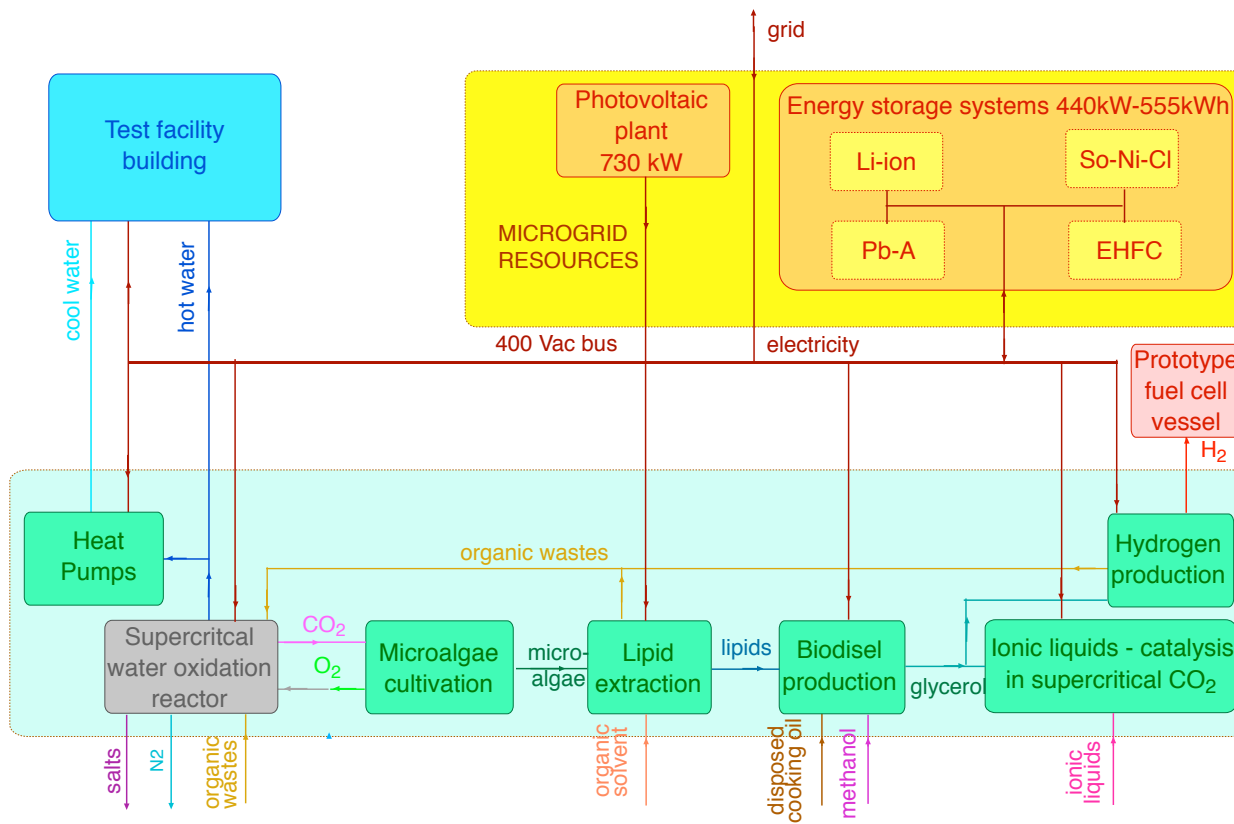 grid
Test facility
building
Photovoltaic
plant
730 kW
Energy storage systems 440kW-555kWh
Li-ion
So-Ni-Cl
Pb-A
EHFC
MICROGRID
RESOURCES
cool water
hot water
400 Vac bus
electricity
Prototype
fuel cell
vessel
H2
Heat
Pumps
organic wastes
Hydrogen
production
Supercritcal
water oxidation
reactor
CO2
O2
Microalgae
cultivation
micro-
algae
Lipid
extraction
lipids
Biodisel
production
glycerol
Ionic liquids - catalysis
in supercritical CO2
salts
N2
organic
wastes
organic
solvent
disposed
cooking oil
methanol
ionic
liquids